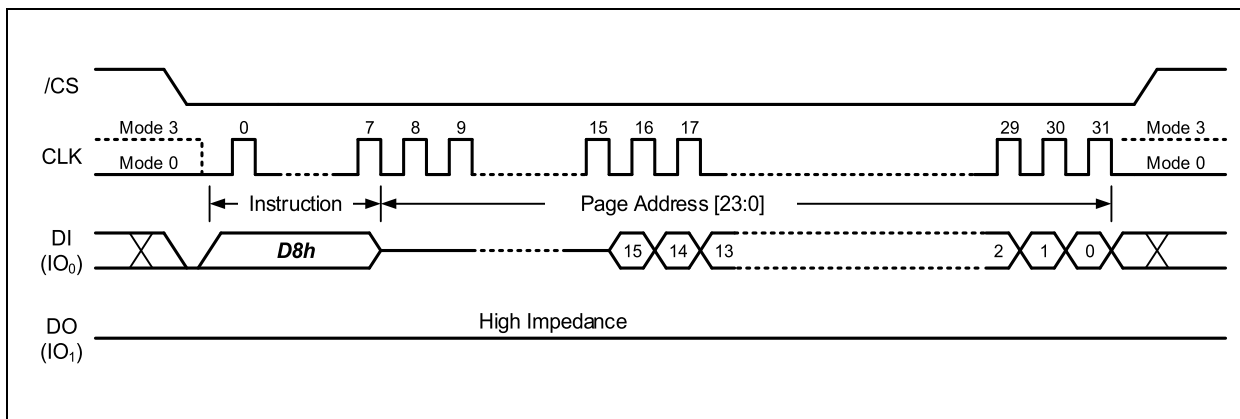 /CS
Mode 3 0 7 8 9 15 16 17 29 30 31 Mode 3
CLK
Mode 0 Mode 0
Instruction Page Address [23:0]
DI
(IO₀)
D8h 15 14 13 2 1 0
High Impedance
DO
(IO₁)